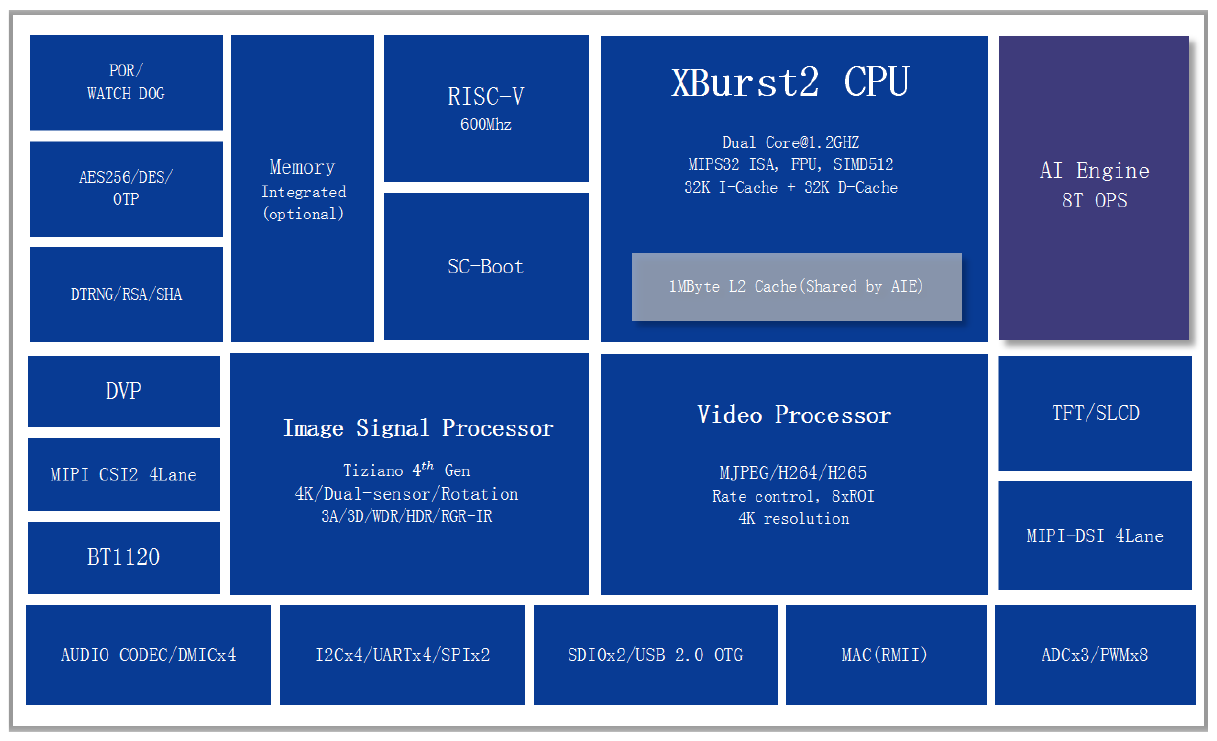 POR/
WATCH DOG
AES256/DES/
OTP
DTRNG/RSA/SHA
Memory
Integrated
(optional)
RISC-V
600Mhz
SC-Boot
XBurst2 CPU
Dual Core@1.2GHZ
MIPS32 ISA, FPU, SIMD512
32K I-Cache + 32K D-Cache
1MByte L2 Cache(Shared by AIE)
AI Engine
8T OPS
DVP
MIPI CSI2 4Lane
BT1120
Image Signal Processor
Tiziano 4th Gen
4K/Dual-sensor/Rotation
3A/3D/WDR/HDR/RGR-IR
Video Processor
MJPEG/H264/H265
Rate control, 8xROI
4K resolution
TFT/SLCD
MIPI-DSI 4Lane
AUDIO CODEC/DMICx4
I2Cx4/UARTx4/SPIx2
SDIOx2/USB 2.0 OTG
MAC(RMII)
ADCx3/PWMx8